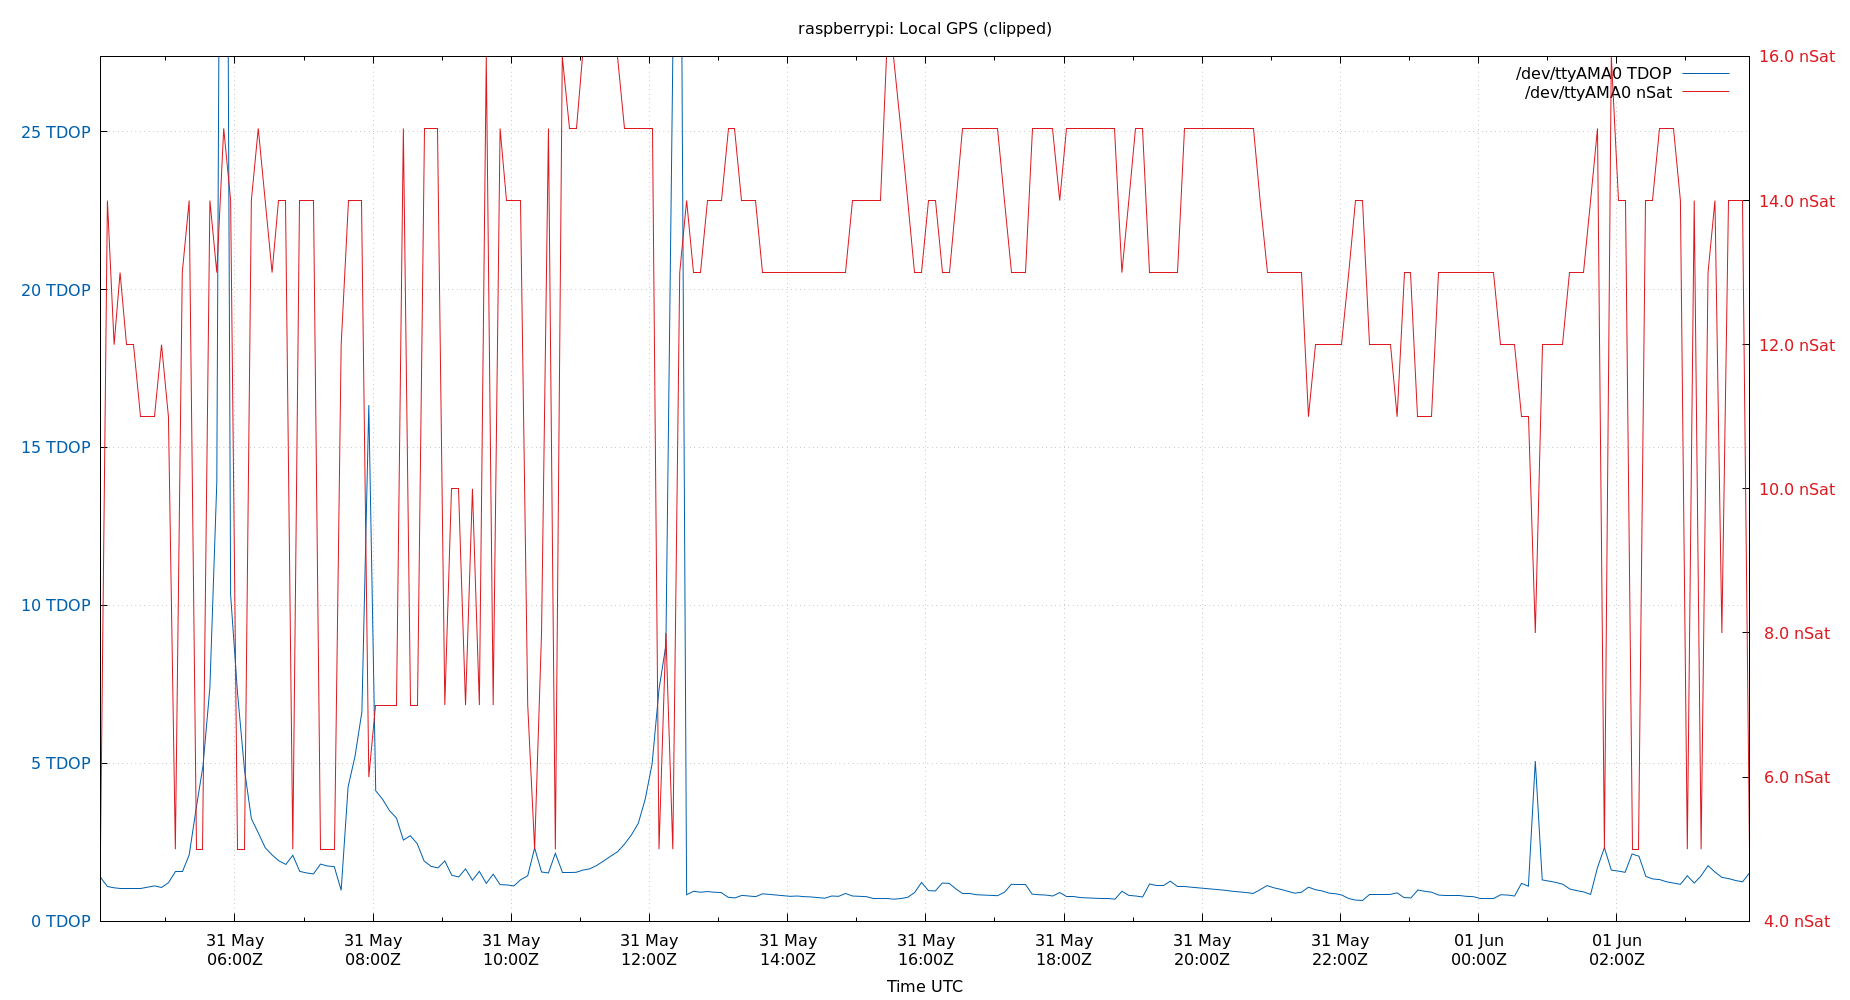 raspberrypi: Local GPS (clipped)
/dev/ttyAMA0 TDOP
/dev/ttyAMA0 nSat
25 TDOP
20 TDOP
15 TDOP
10 TDOP
5 TDOP
0 TDOP
16.0 nSat
14.0 nSat
12.0 nSat
10.0 nSat
8.0 nSat
6.0 nSat
4.0 nSat
31 May
06:00Z
31 May
08:00Z
31 May
10:00Z
31 May
12:00Z
31 May
14:00Z
31 May
16:00Z
31 May
18:00Z
31 May
20:00Z
31 May
22:00Z
01 Jun
00:00Z
01 Jun
02:00Z
Time UTC